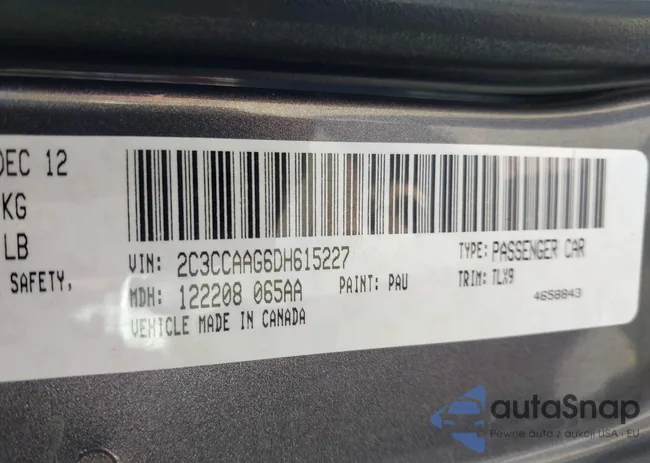 DEC 12
KG
LB
SAFETY,
VIN: 2C3CCAAG6DH615227
TYPE: PASSENGER CAR
MDH: 122208 065AA PAINT: PAU
TRIM: TLX9
VEHICLE MADE IN CANADA
4658843
autaSnap
Pewne auta z aukcji USA i EU